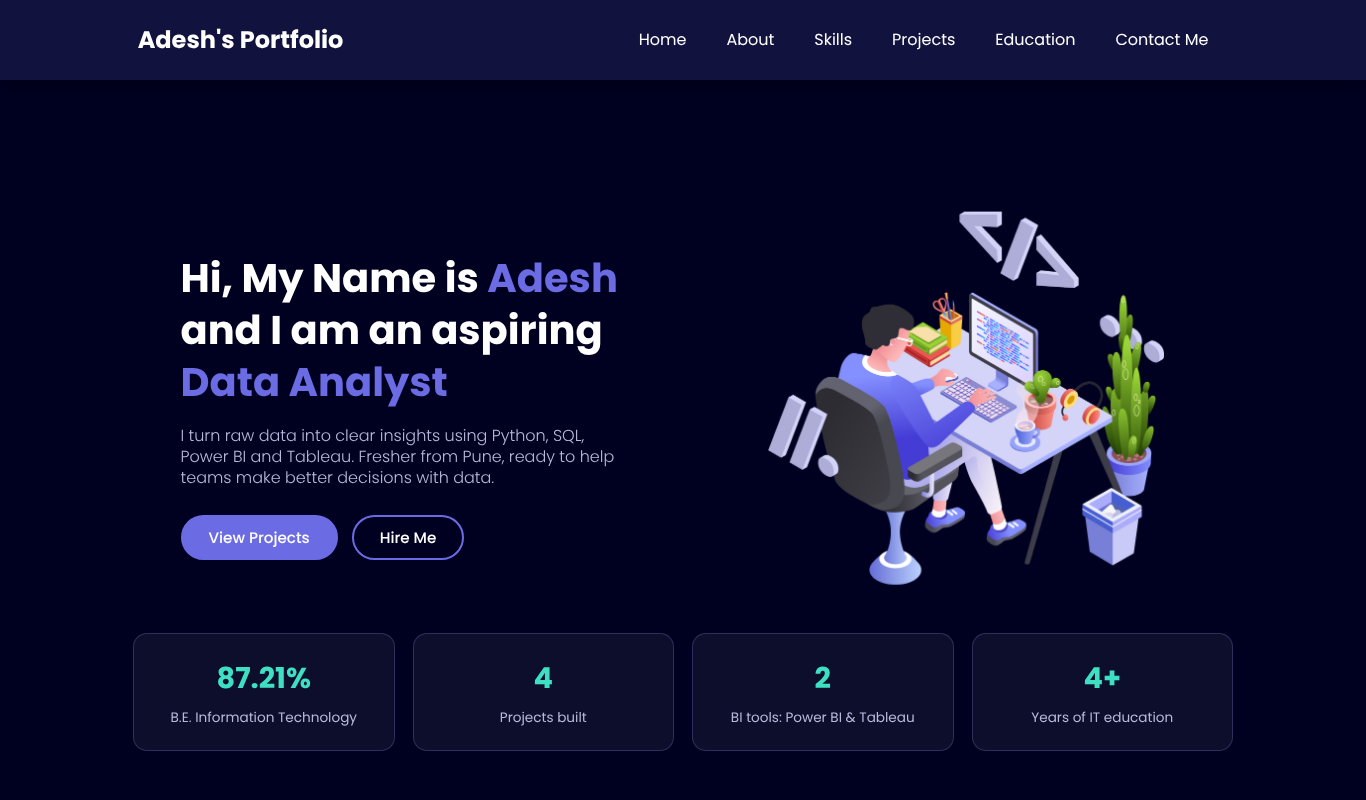 Adesh's Portfolio
Home About Skills Projects Education Contact Me
Hi, My Name is Adesh
and I am an aspiring
Data Analyst
I turn raw data into clear insights using Python, SQL,
Power BI and Tableau. Fresher from Pune, ready to help
teams make better decisions with data.
View Projects Hire Me
</>
87.21% 4 2 4+
B.E. Information Technology Projects built BI tools: Power BI & Tableau Years of IT education